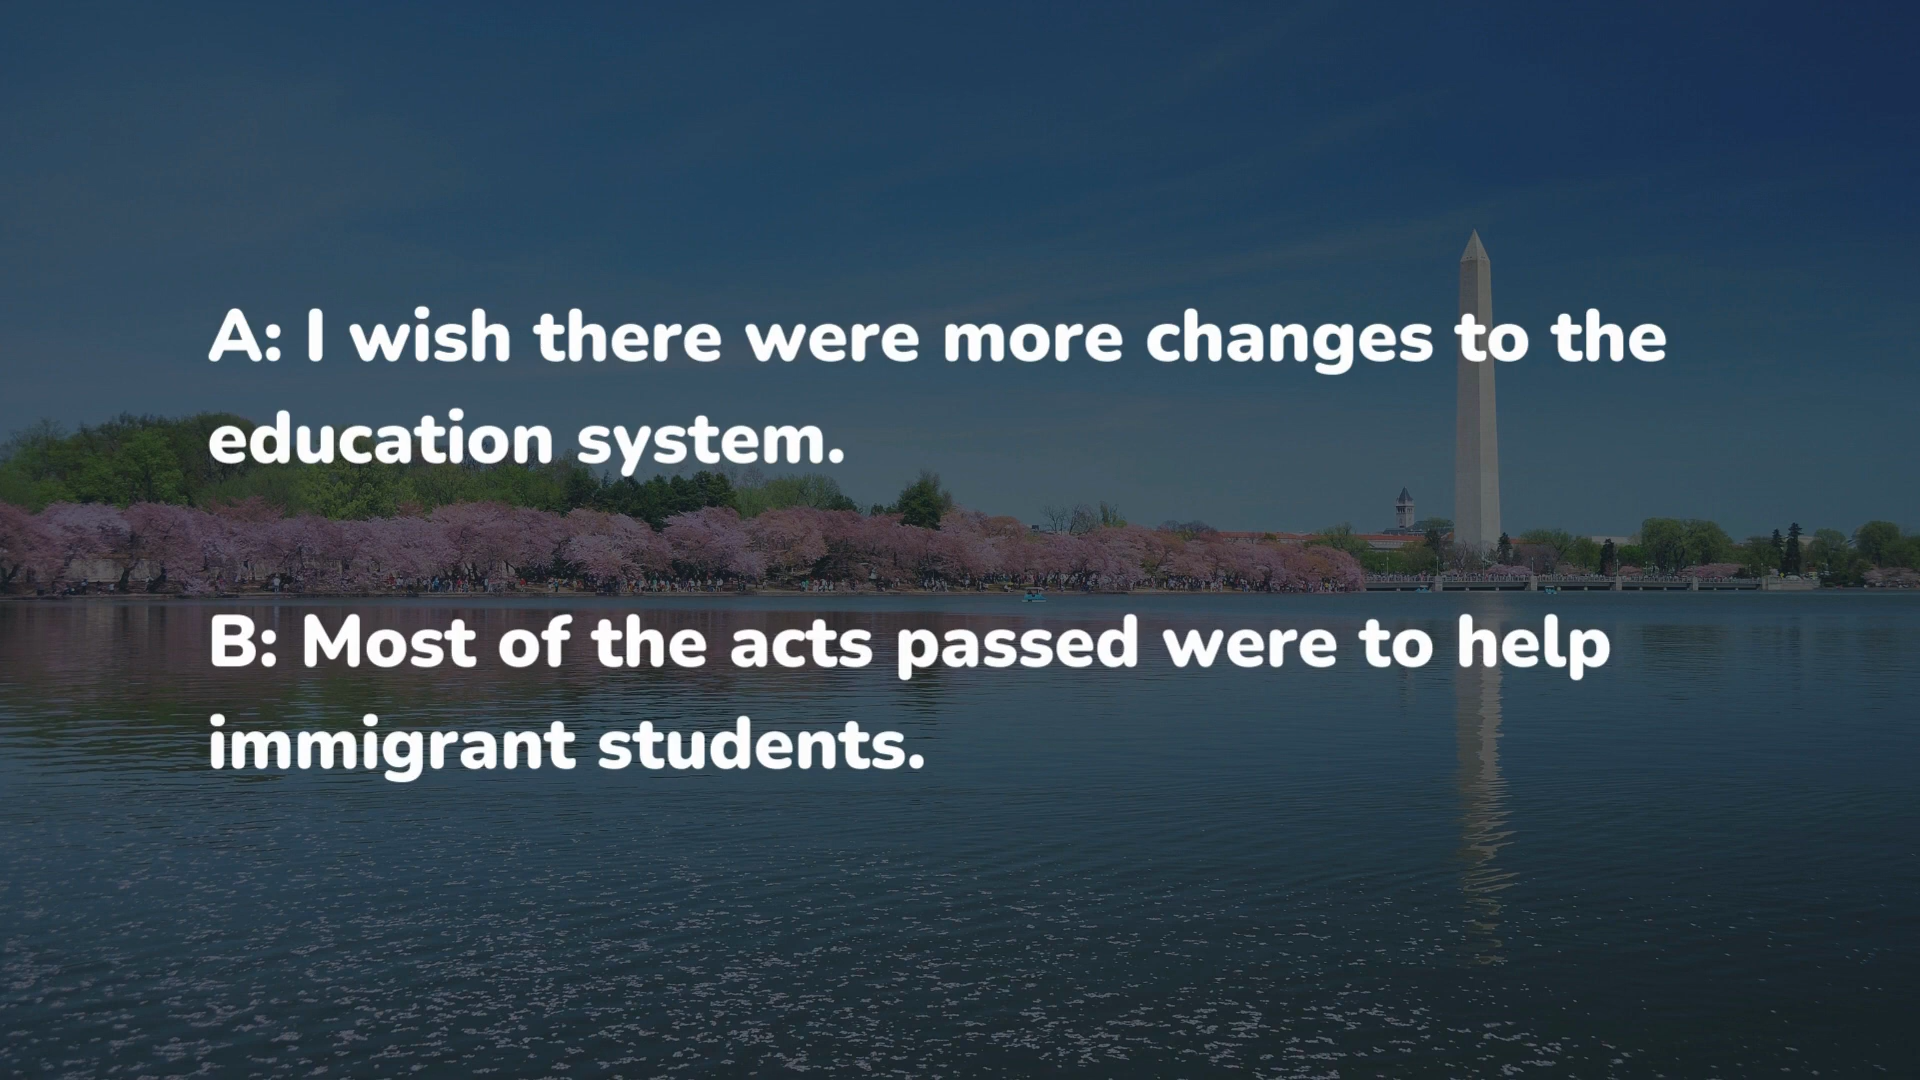 A: I wish there were more changes to the
education system.
B: Most of the acts passed were to help
immigrant students.